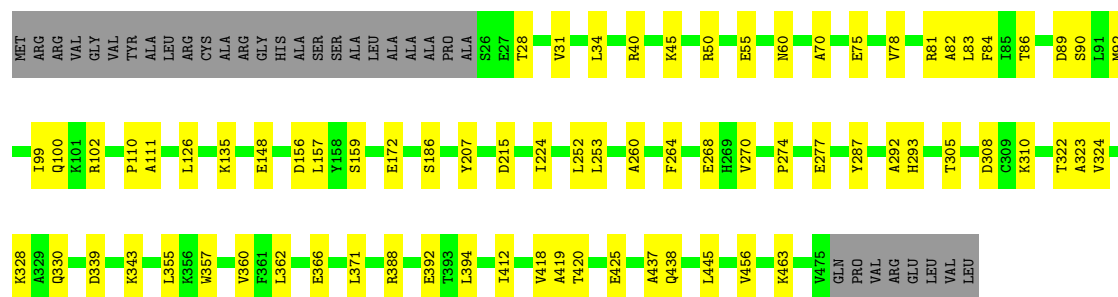 MET ARG ARG VAL GLY VAL TYR ALA LEU ARG CYS ALA ARG GLY HIS ALA SER SER ALA LEU ALA ALA ALA PRO ALA S26 E27 T28 V31 L34 R40 K45 R50 E55 N60 A70 E75 V78 R81 A82 L83 F84 I85 T86 D89 S90 L91 M92
I99 Q100 K101 R102 P110 A111 L126 K135 E148 D156 L157 Y158 S159 E172 S186 Y207 D215 I224 L252 L253 A260 F264 E268 H269 V270 P274 E277 Y287 A292 H293 T305 D308 C309 K310 T322 A323 V324
K328 A329 Q330 D339 K343 L355 K356 W357 V360 F361 L362 E366 L371 R388 E392 T393 L394 I412 V418 A419 T420 E425 A437 Q438 L445 V456 K463 V475 GLN PRO VAL ARG GLU LEU VAL LEU